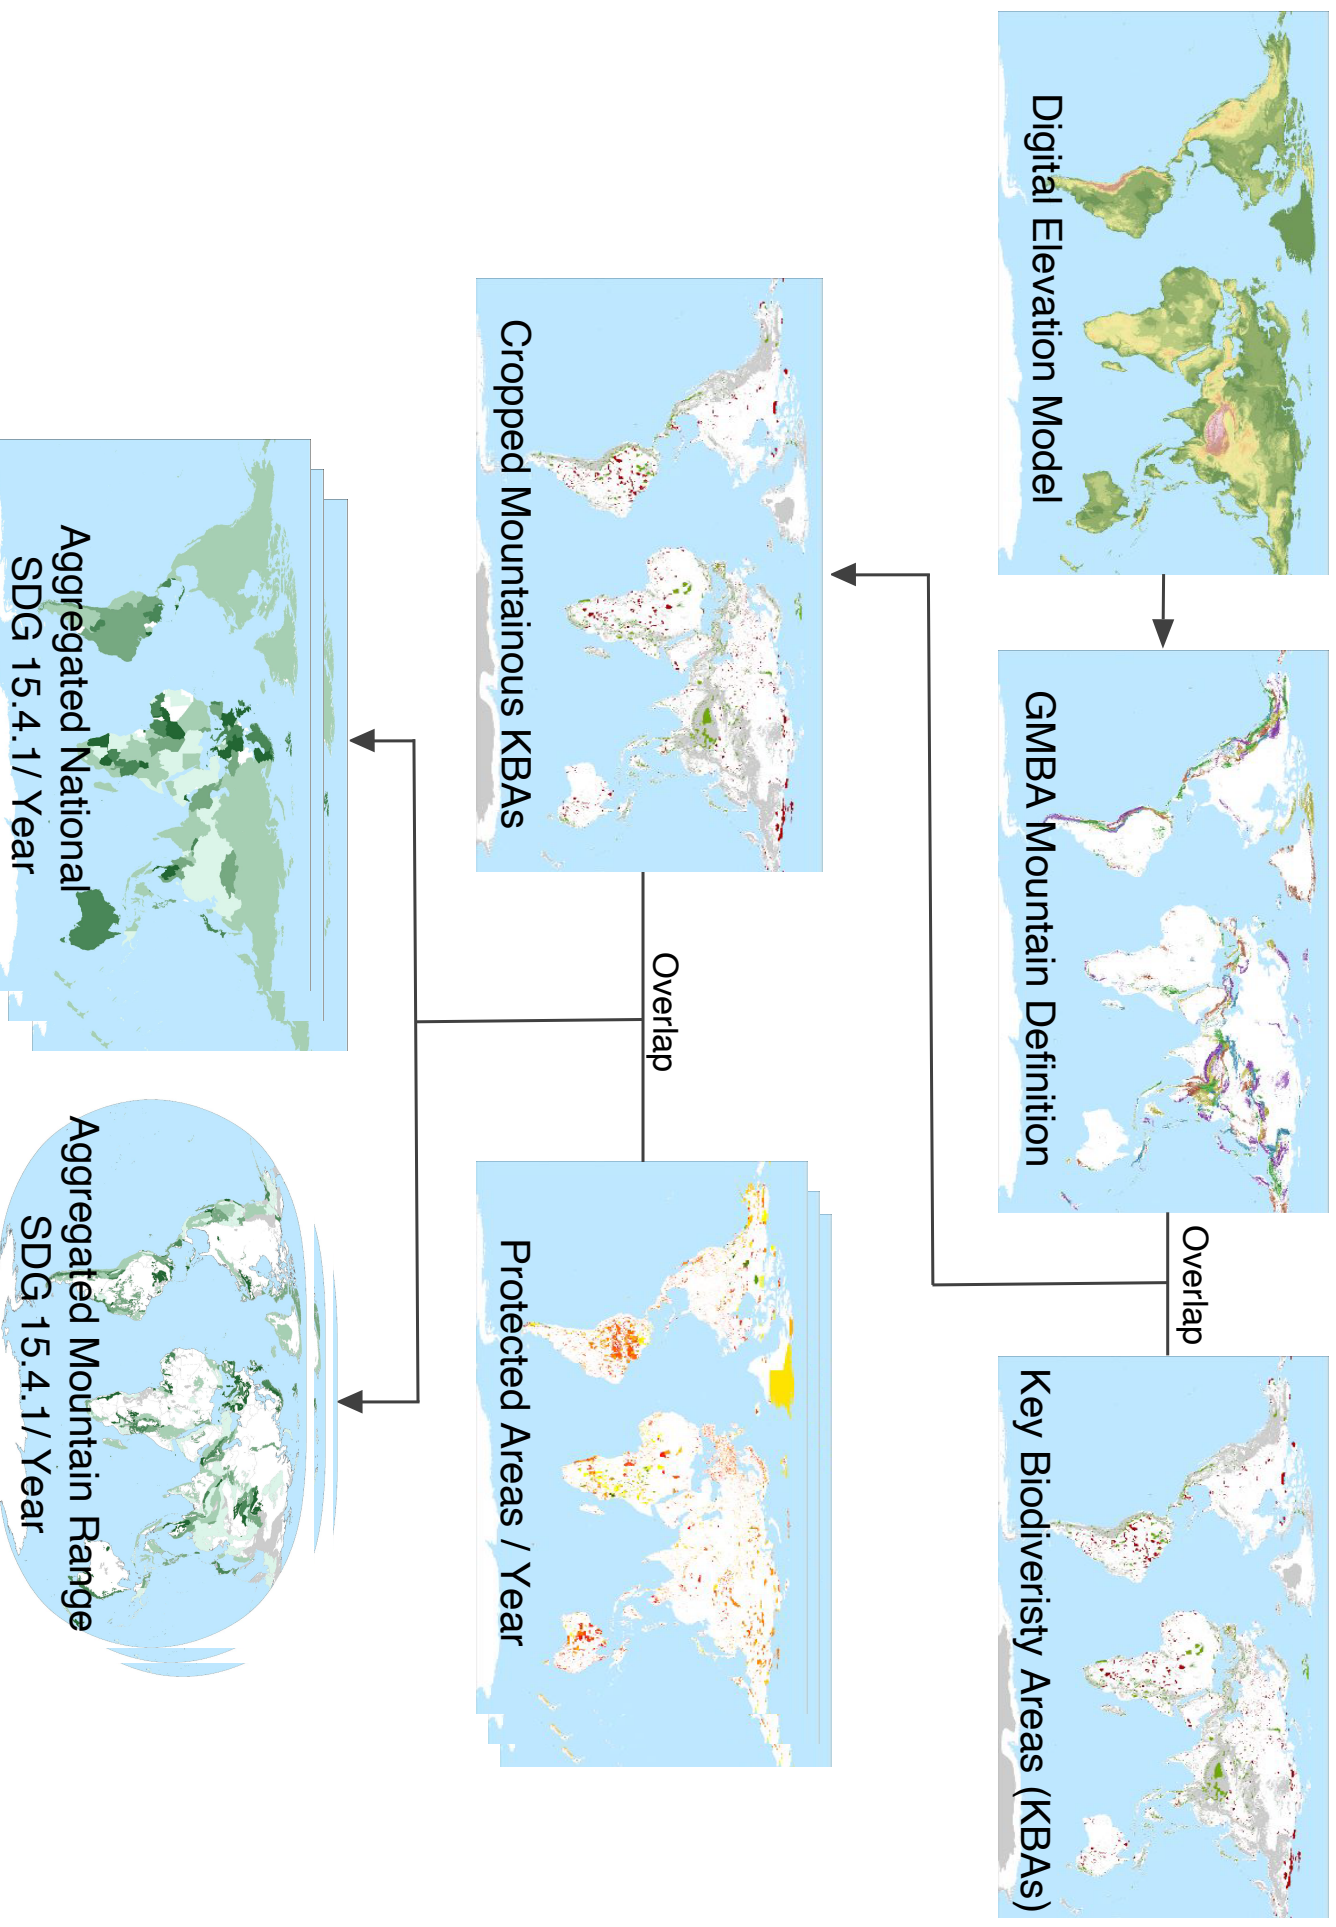 Digital Elevation Model
GMBA Mountain Definition
Overlap
Key Biodiveristy Areas (KBAs)
Cropped Mountainous KBAs
Overlap
Protected Areas / Year
Aggregated National
SDG 15.4.1/ Year
Aggregated Mountain Range
SDG 15.4.1/ Year